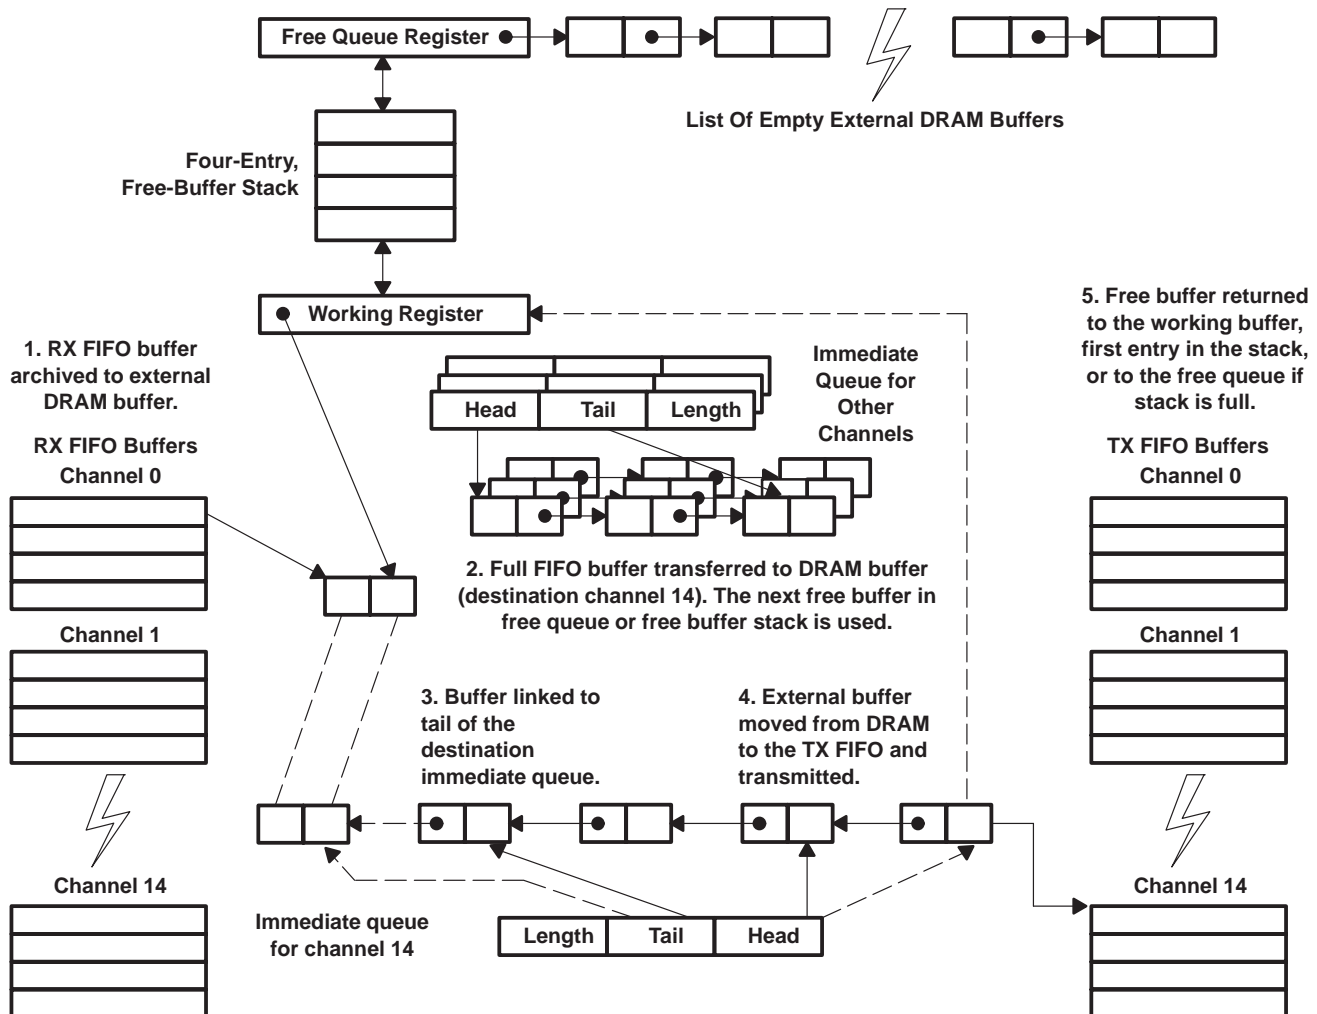 Free Queue Register
List Of Empty External DRAM Buffers
Four-Entry,
Free-Buffer Stack
Working Register
1. RX FIFO buffer
archived to external
DRAM buffer.
RX FIFO Buffers
Channel 0
Channel 1
Channel 14
Immediate
Queue for
Other
Channels
Head
Tail
Length
2. Full FIFO buffer transferred to DRAM buffer
(destination channel 14). The next free buffer in
free queue or free buffer stack is used.
3. Buffer linked to
tail of the
destination
immediate queue.
4. External buffer
moved from DRAM
to the TX FIFO and
transmitted.
Immediate queue
for channel 14
Length
Tail
Head
5. Free buffer returned
to the working buffer,
first entry in the stack,
or to the free queue if
stack is full.
TX FIFO Buffers
Channel 0
Channel 1
Channel 14